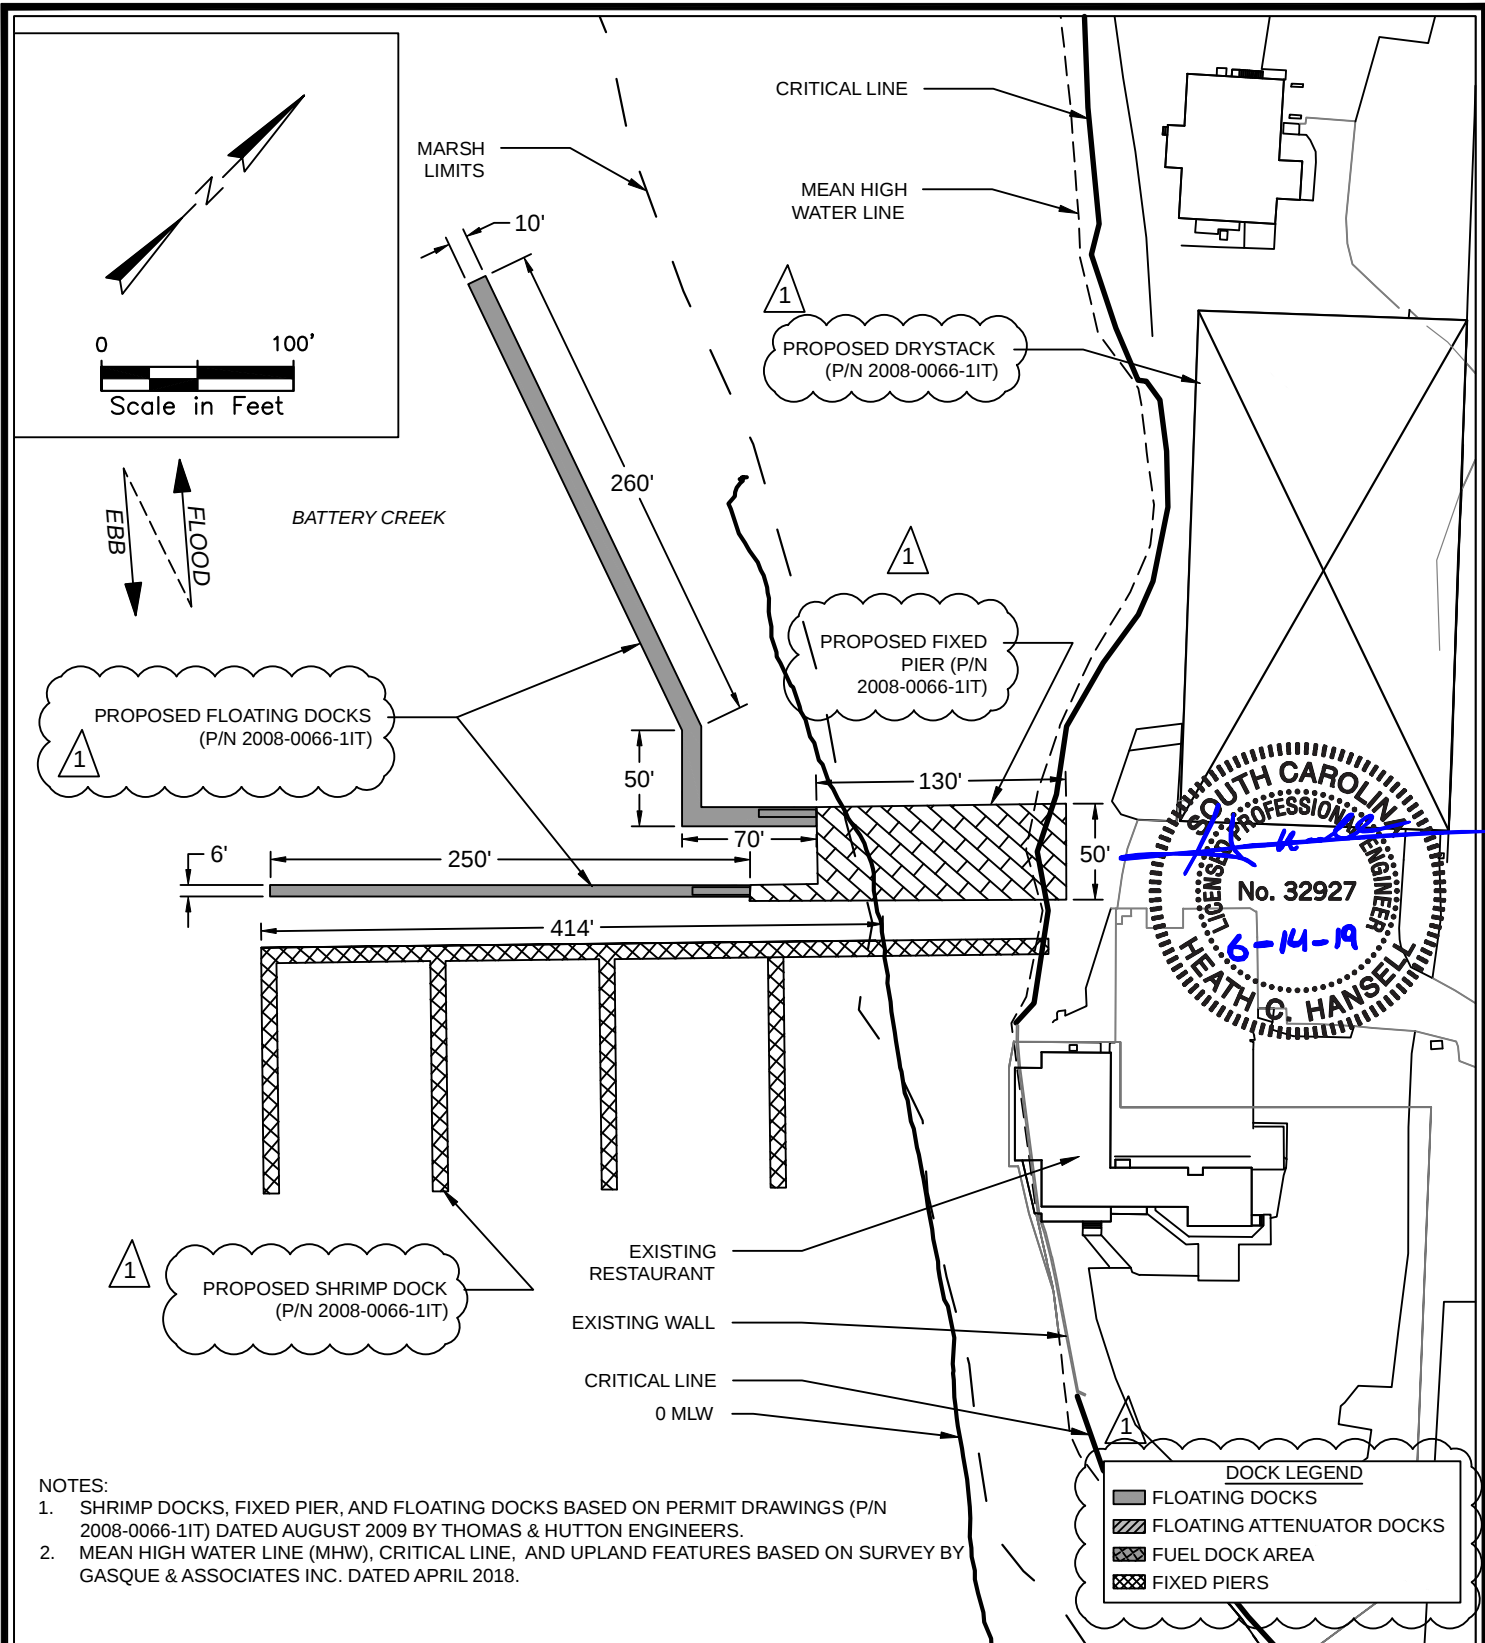 CRITICAL LINE
MARSH
LIMITS
MEAN HIGH
WATER LINE
N
0 100'
Scale in Feet
10'
1
PROPOSED DRYSTACK
(P/N 2008-0066-1IT)
260'
EBB
FLOOD
BATTERY CREEK
1
PROPOSED FIXED
PIER (P/N
2008-0066-1IT)
PROPOSED FLOATING DOCKS
(P/N 2008-0066-1IT)
1
50'
130'
70'
50'
6'
250'
414'
SOUTH CAROLINA
LICENSED PROFESSIONAL ENGINEER
No. 32927
6-14-19
HEATH C. HANSELL
1
PROPOSED SHRIMP DOCK
(P/N 2008-0066-1IT)
EXISTING
RESTAURANT
EXISTING WALL
CRITICAL LINE
0 MLW
1
DOCK LEGEND
FLOATING DOCKS
FLOATING ATTENUATOR DOCKS
FUEL DOCK AREA
FIXED PIERS
NOTES:
1. SHRIMP DOCKS, FIXED PIER, AND FLOATING DOCKS BASED ON PERMIT DRAWINGS (P/N
2008-0066-1IT) DATED AUGUST 2009 BY THOMAS & HUTTON ENGINEERS.
2. MEAN HIGH WATER LINE (MHW), CRITICAL LINE, AND UPLAND FEATURES BASED ON SURVEY BY
GASQUE & ASSOCIATES INC. DATED APRIL 2018.